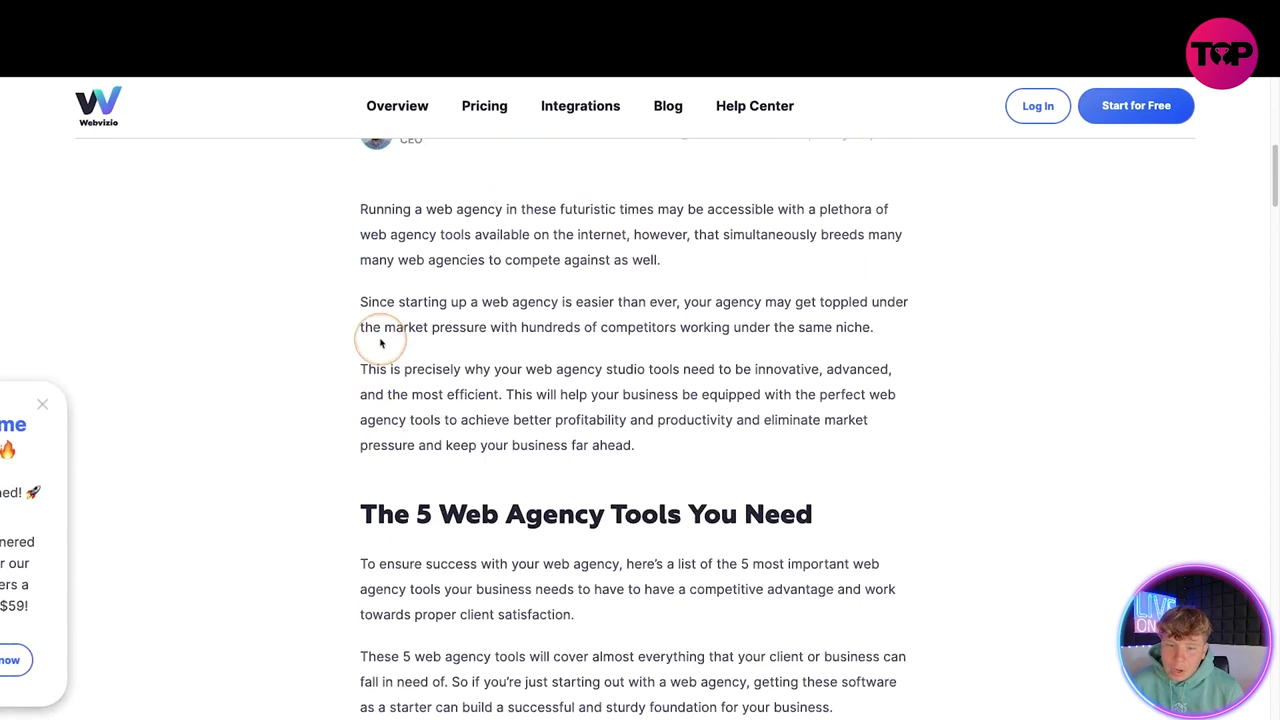 TOP
Webvizio
Overview
Pricing
Integrations
Blog
Help Center
Log In
Start for Free
CEO
Running a web agency in these futuristic times may be accessible with a plethora of
web agency tools available on the internet, however, that simultaneously breeds many
many web agencies to compete against as well.
Since starting up a web agency is easier than ever, your agency may get toppled under
the market pressure with hundreds of competitors working under the same niche.
This is precisely why your web agency studio tools need to be innovative, advanced,
and the most efficient. This will help your business be equipped with the perfect web
agency tools to achieve better profitability and productivity and eliminate market
pressure and keep your business far ahead.
me
ned! 🚀
nered
r our
ers a
$59!
now
The 5 Web Agency Tools You Need
To ensure success with your web agency, here's a list of the 5 most important web
agency tools your business needs to have to have a competitive advantage and work
towards proper client satisfaction.
These 5 web agency tools will cover almost everything that your client or business can
fall in need of. So if you're just starting out with a web agency, getting these software
as a starter can build a successful and sturdy foundation for your business.
LIVE
ON